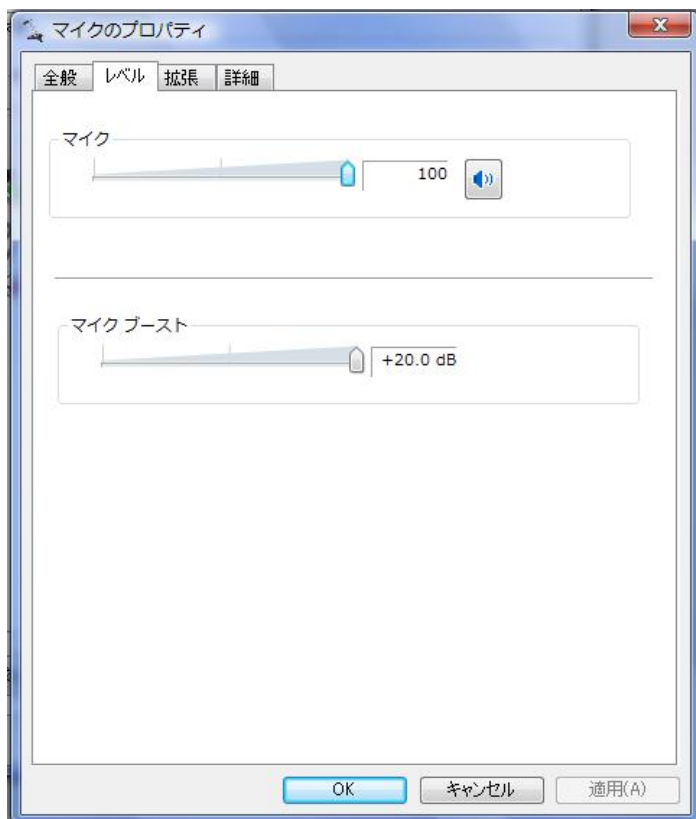 マイクのプロパティ
全般 レベル 拡張 詳細
マイク
100
マイク ブースト
+20.0 dB
OK キャンセル 適用(A)